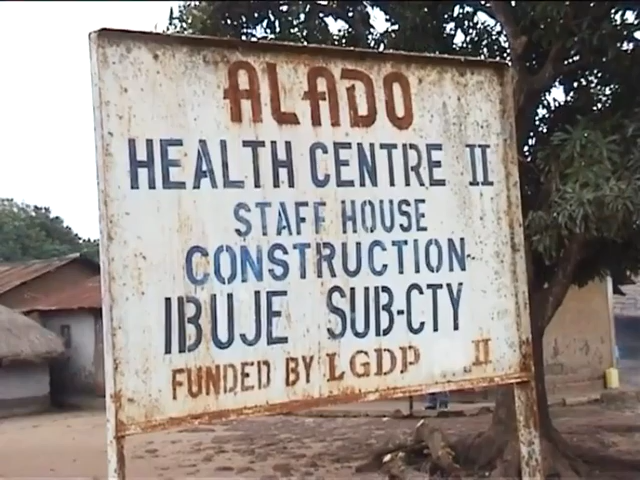 ALADO
HEALTH CENTRE II
STAFF HOUSE
CONSTRUCTION
IBUJE SUB-CTY
FUNDED BY LGDP II